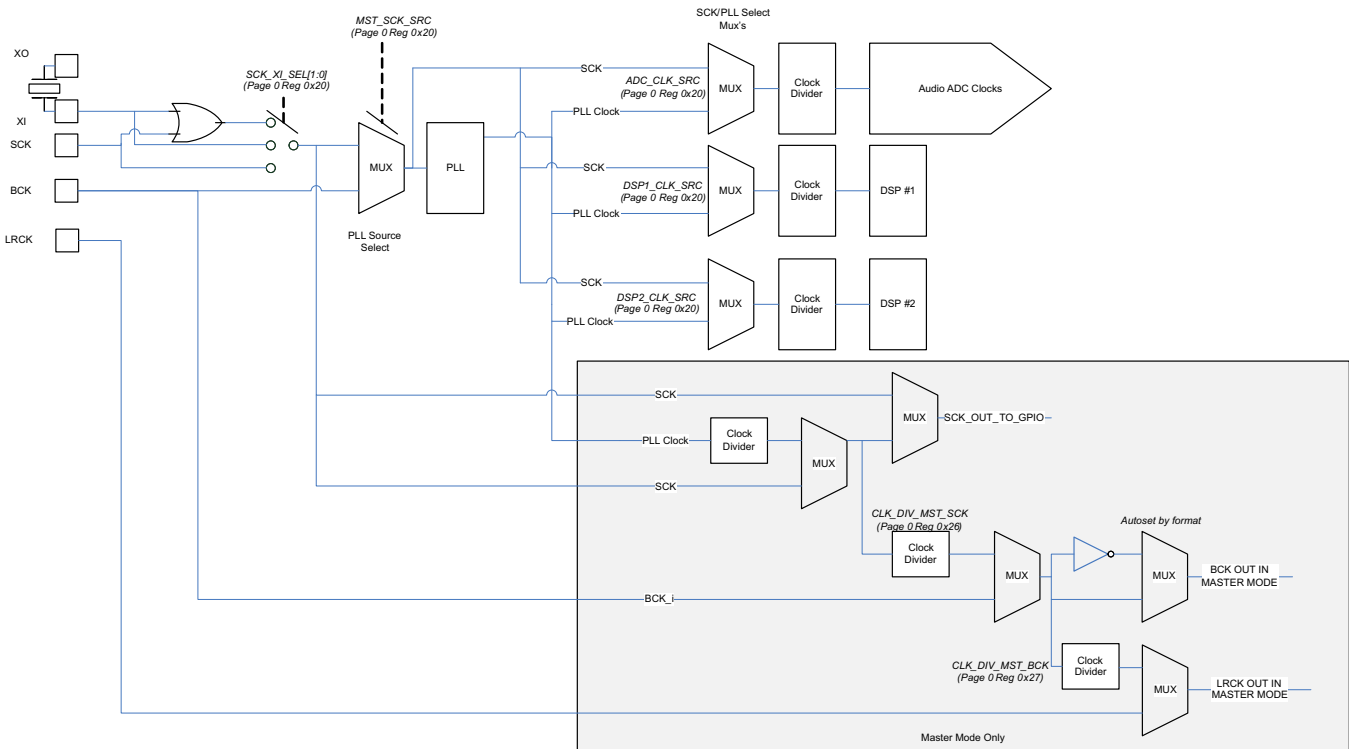 SCK/PLL Select
Mux's
MST_SCK_SRC
(Page 0 Reg 0x20)
XO
SCK_XI_SEL[1:0]
(Page 0 Reg 0x20)
XI
SCK
BCK
LRCK
MUX
PLL
PLL Source
Select
SCK
ADC_CLK_SRC
(Page 0 Reg 0x20)
PLL Clock
MUX
Clock
Divider
Audio ADC Clocks
SCK
DSP1_CLK_SRC
(Page 0 Reg 0x20)
PLL Clock
MUX
Clock
Divider
DSP #1
SCK
DSP2_CLK_SRC
(Page 0 Reg 0x20)
PLL Clock
MUX
Clock
Divider
DSP #2
SCK
MUX
SCK_OUT_TO_GPIO
PLL Clock
Clock
Divider
MUX
SCK
CLK_DIV_MST_SCK
(Page 0 Reg 0x26)
Clock
Divider
MUX
Autoset by format
MUX
BCK OUT IN
MASTER MODE
BCK_i
CLK_DIV_MST_BCK
(Page 0 Reg 0x27)
Clock
Divider
MUX
LRCK OUT IN
MASTER MODE
Master Mode Only